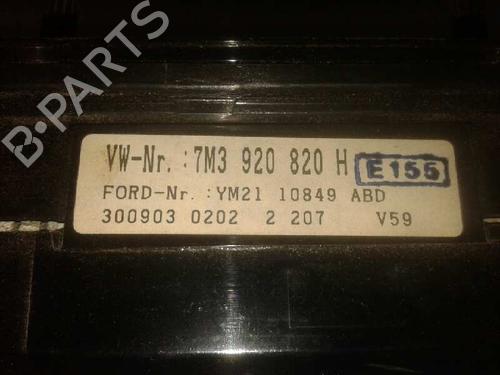 B-PARTS
VW-Nr. :7M3 920 820 H E155
FORD-Nr. :YM21 10849 ABD
300903 0202 2 207 V59